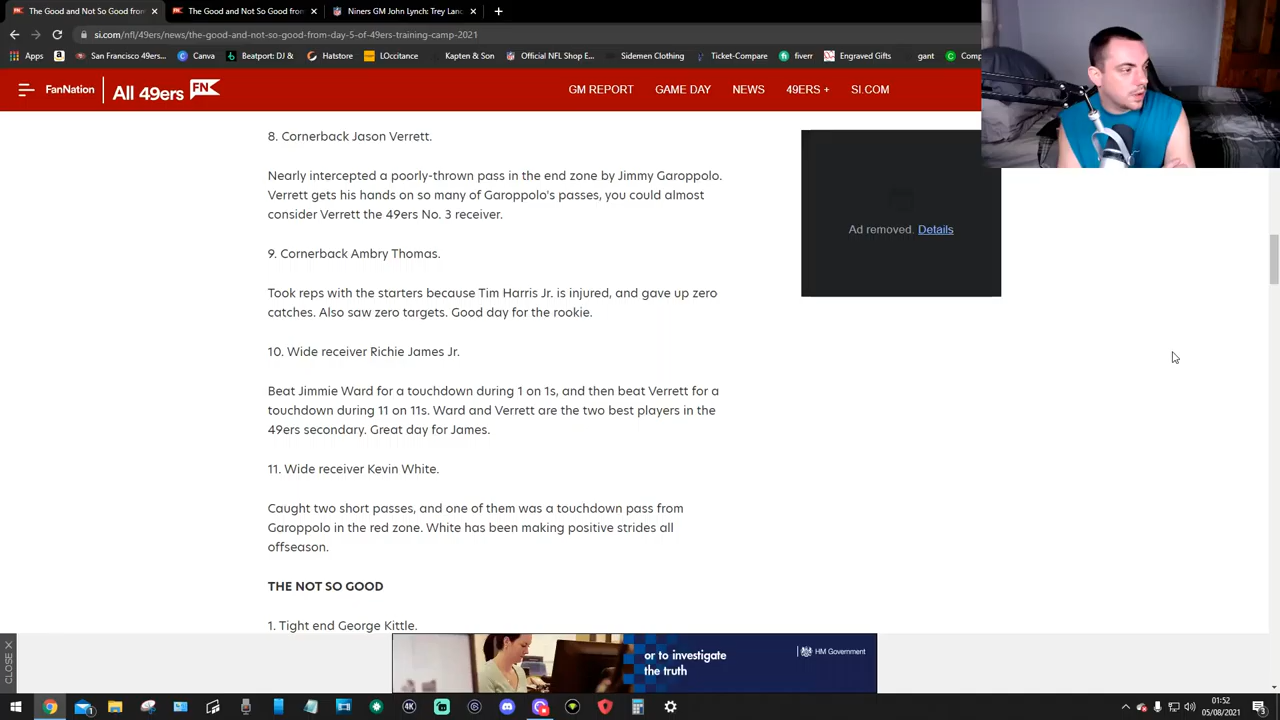 The Good and Not So Good from
The Good and Not So Good from
Niners GM John Lynch: Trey Lanc
si.com/nfl/49ers/news/the-good-and-not-so-good-from-day-5-of-49ers-training-camp-2021
Apps San Francisco 49er... Canva Beatport: DJ & Hatstore LOccitance Kapten & Son Official NFL Shop E... Sidemen Clothing Ticket-Compare fiverr Engraved Gifts gant
FanNation All 49ers FN GM REPORT GAME DAY NEWS 49ERS + SI.COM
8. Cornerback Jason Verrett.
Nearly intercepted a poorly-thrown pass in the end zone by Jimmy Garoppolo.
Verrett gets his hands on so many of Garoppolo's passes, you could almost
consider Verrett the 49ers No. 3 receiver.
Ad removed. Details
9. Cornerback Ambry Thomas.
Took reps with the starters because Tim Harris Jr. is injured, and gave up zero
catches. Also saw zero targets. Good day for the rookie.
10. Wide receiver Richie James Jr.
Beat Jimmie Ward for a touchdown during 1 on 1s, and then beat Verrett for a
touchdown during 11 on 11s. Ward and Verrett are the two best players in the
49ers secondary. Great day for James.
11. Wide receiver Kevin White.
Caught two short passes, and one of them was a touchdown pass from
Garoppolo in the red zone. White has been making positive strides all
offseason.
THE NOT SO GOOD
1. Tight end George Kittle.
CLOSE X
or to investigate
the truth
HM Government
01:52
05/08/2021